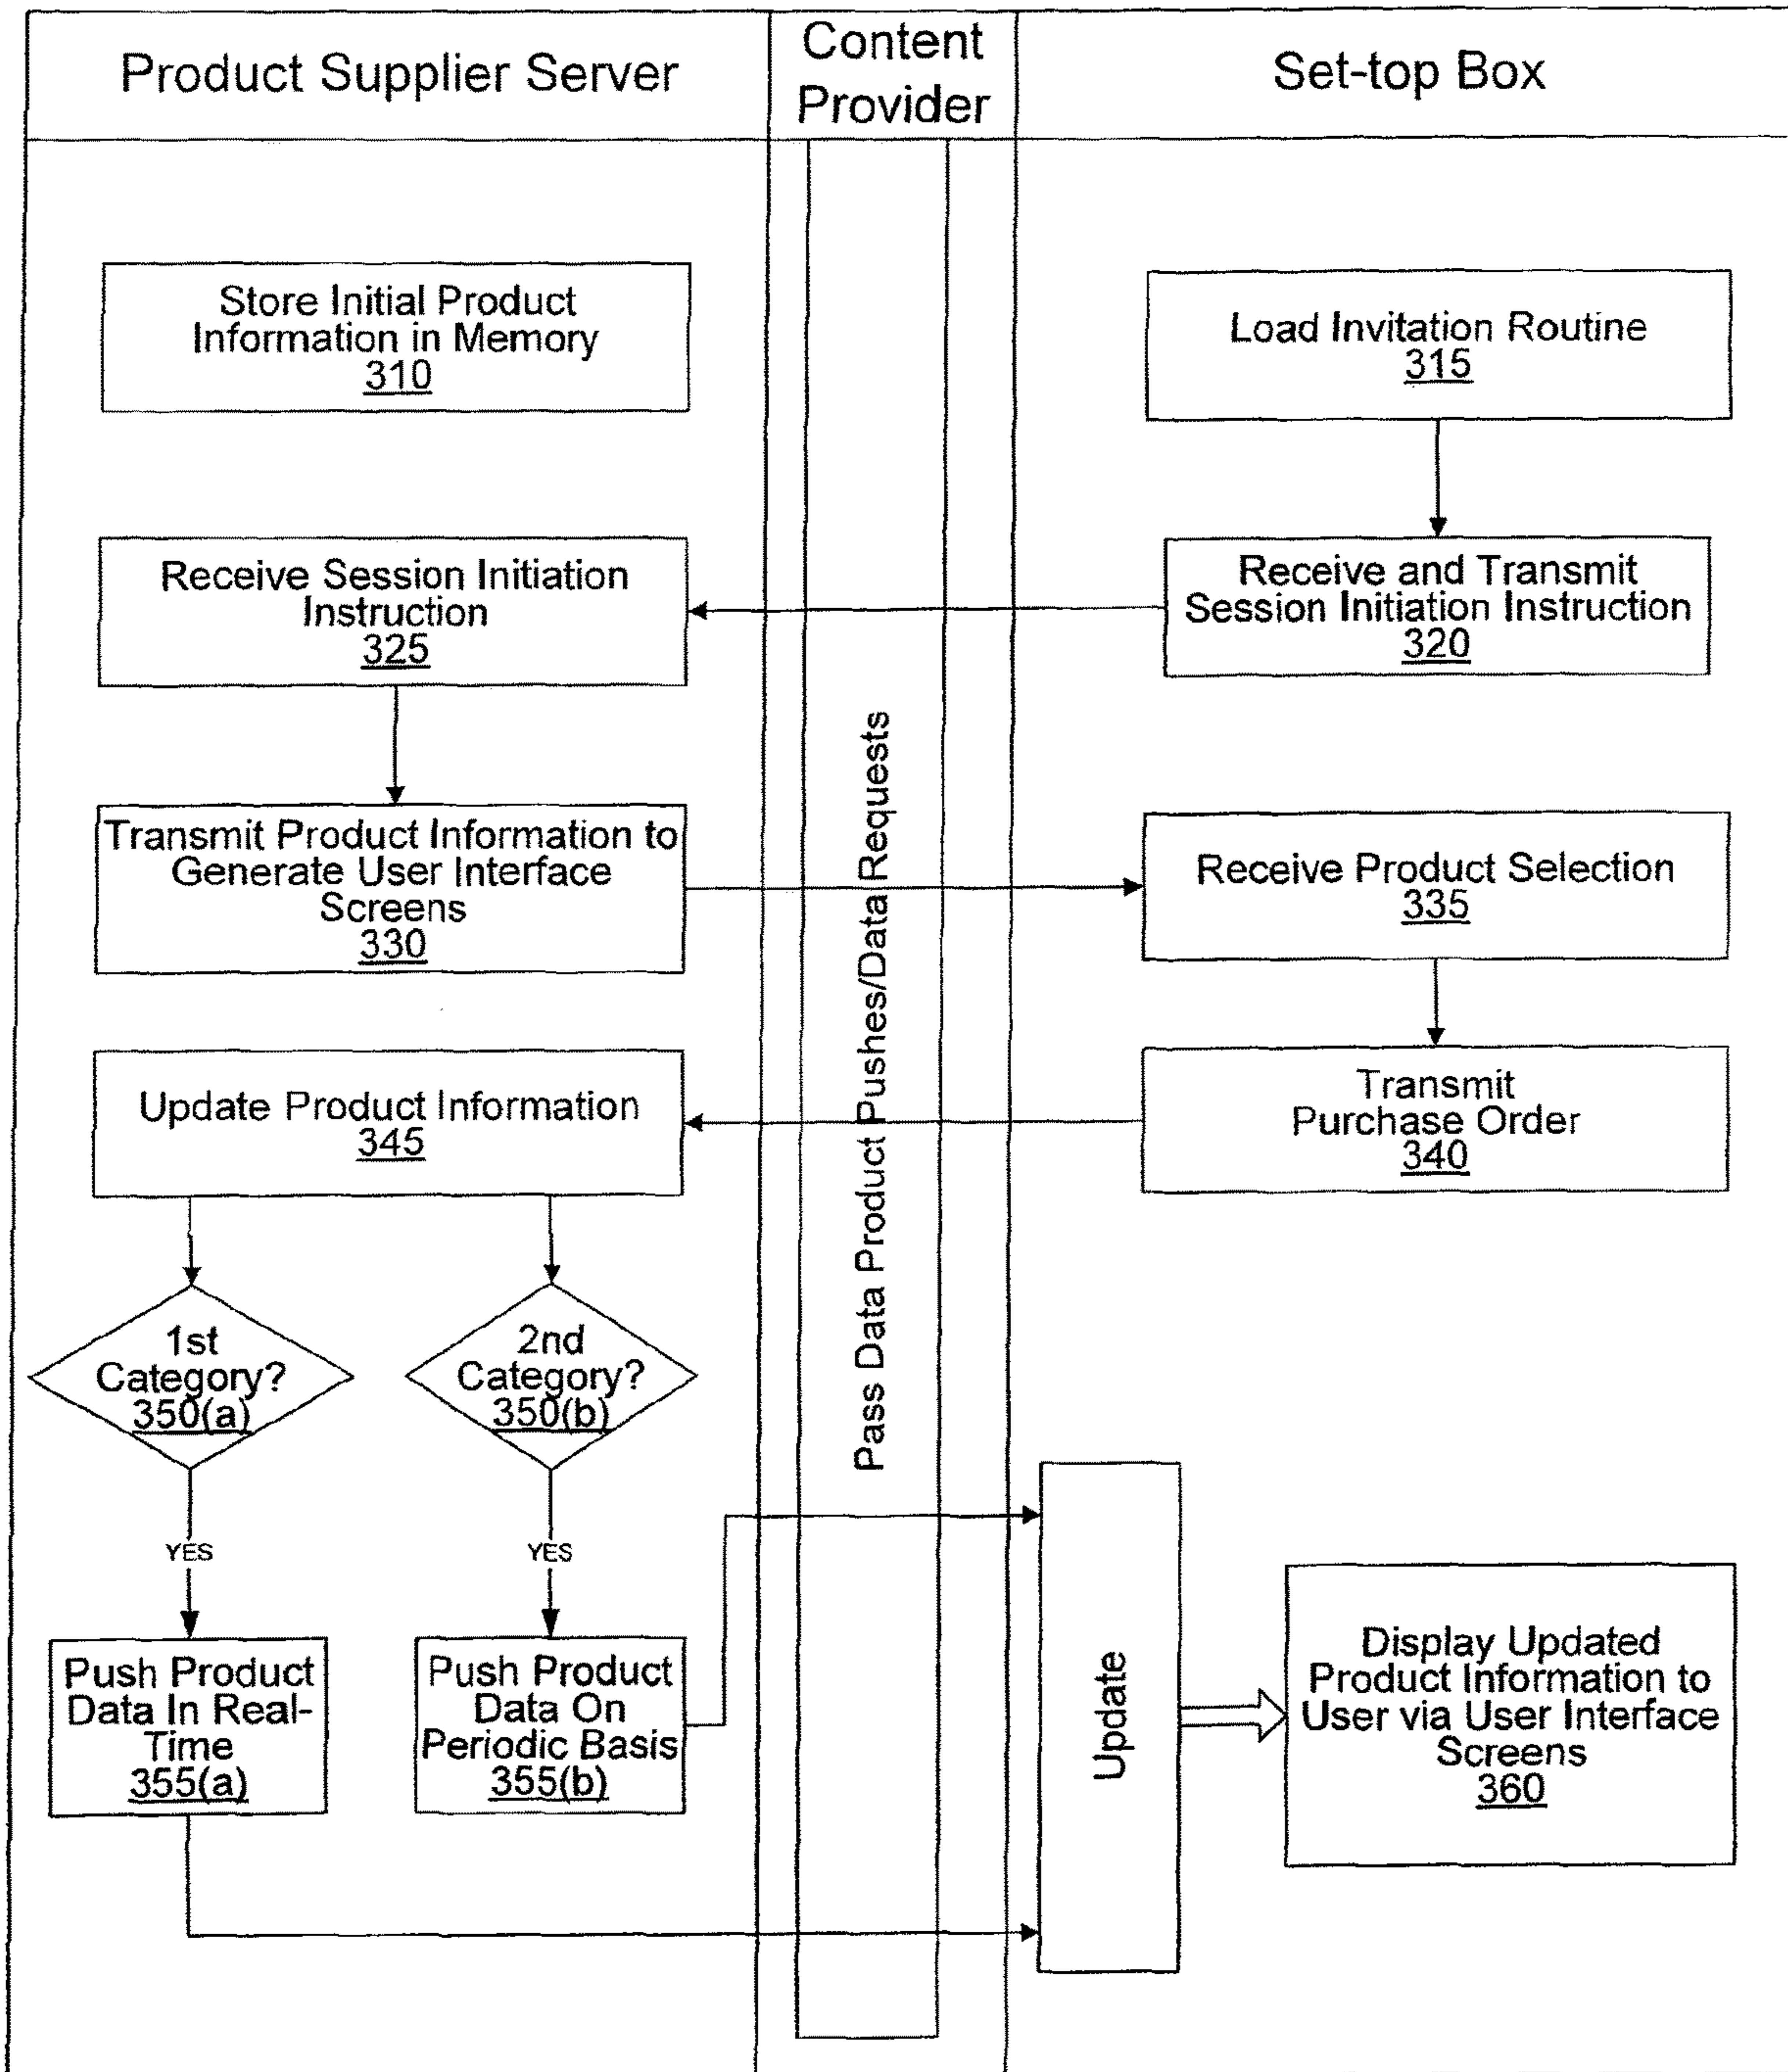 Product Supplier Server
Content
Provider
Set-top Box
Store Initial Product
Information in Memory
310
Load Invitation Routine
315
Receive Session Initiation
Instruction
325
Receive and Transmit
Session Initiation Instruction
320
Transmit Product Information to
Generate User Interface
Screens
330
Receive Product Selection
335
Pass Data Product Pushes/Data Requests
Update Product Information
345
Transmit
Purchase Order
340
1st
Category?
350(a)
2nd
Category?
350(b)
YES
YES
Push Product
Data In Real-
Time
355(a)
Push Product
Data On
Periodic Basis
355(b)
Update
Display Updated
Product Information to
User via User Interface
Screens
360